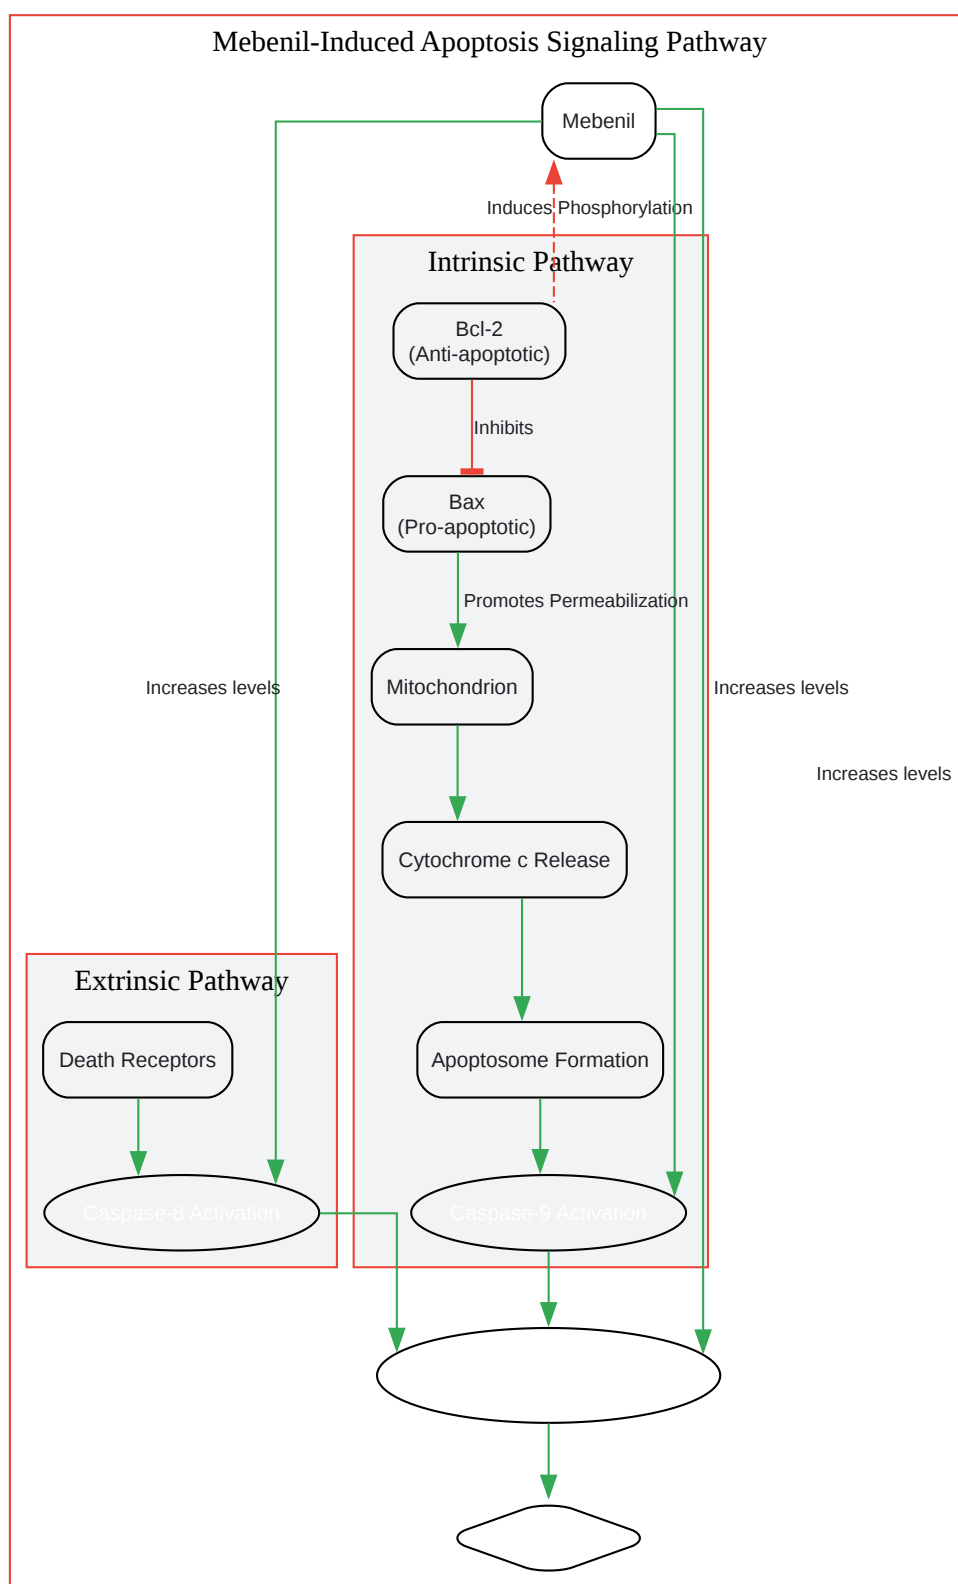 Mebenil-Induced Apoptosis Signaling Pathway
Mebenil
Induces Phosphorylation
Intrinsic Pathway
Bcl-2
(Anti-apoptotic)
Inhibits
Bax
(Pro-apoptotic)
Promotes Permeabilization
Mitochondrion
Increases levels
Increases levels
Increases levels
Cytochrome c Release
Extrinsic Pathway
Death Receptors
Apoptosome Formation
Caspase-8 Activation
Caspase-9 Activation